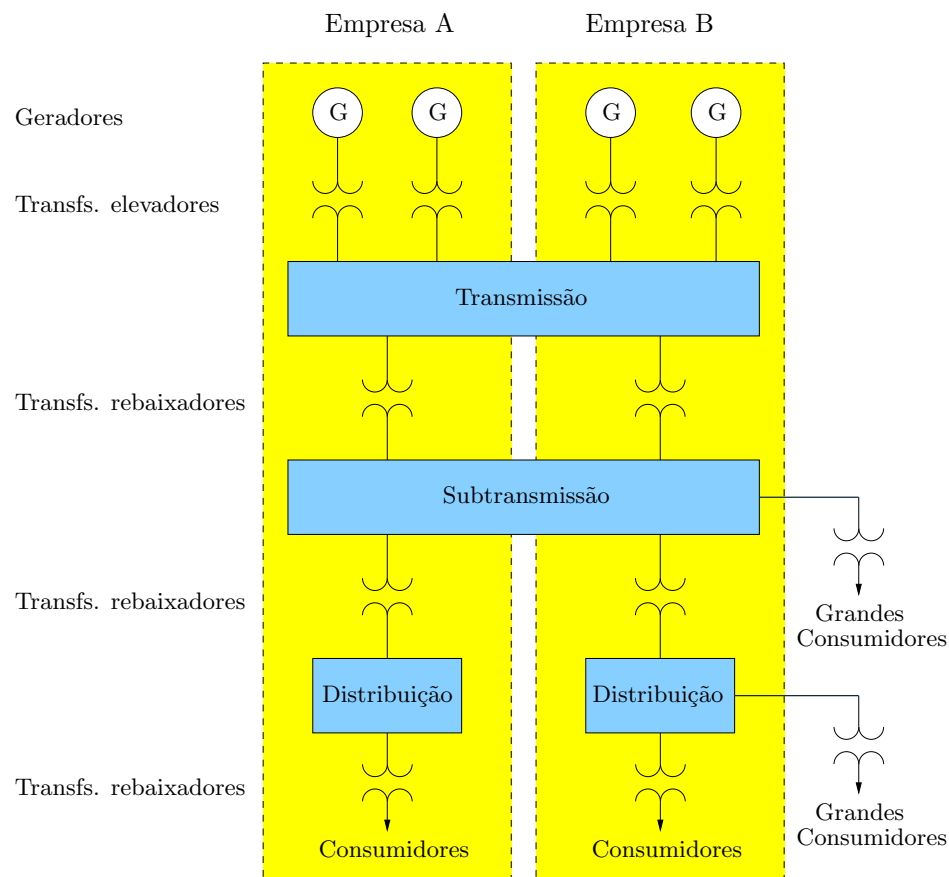 Empresa A
Empresa B
Geradores
G
G
G
G
Transfs. elevadores
Transmissão
Transfs. rebaixadores
Subtransmissão
Transfs. rebaixadores
Grandes
Consumidores
Distribuição
Distribuição
Transfs. rebaixadores
Grandes
Consumidores
Consumidores
Consumidores